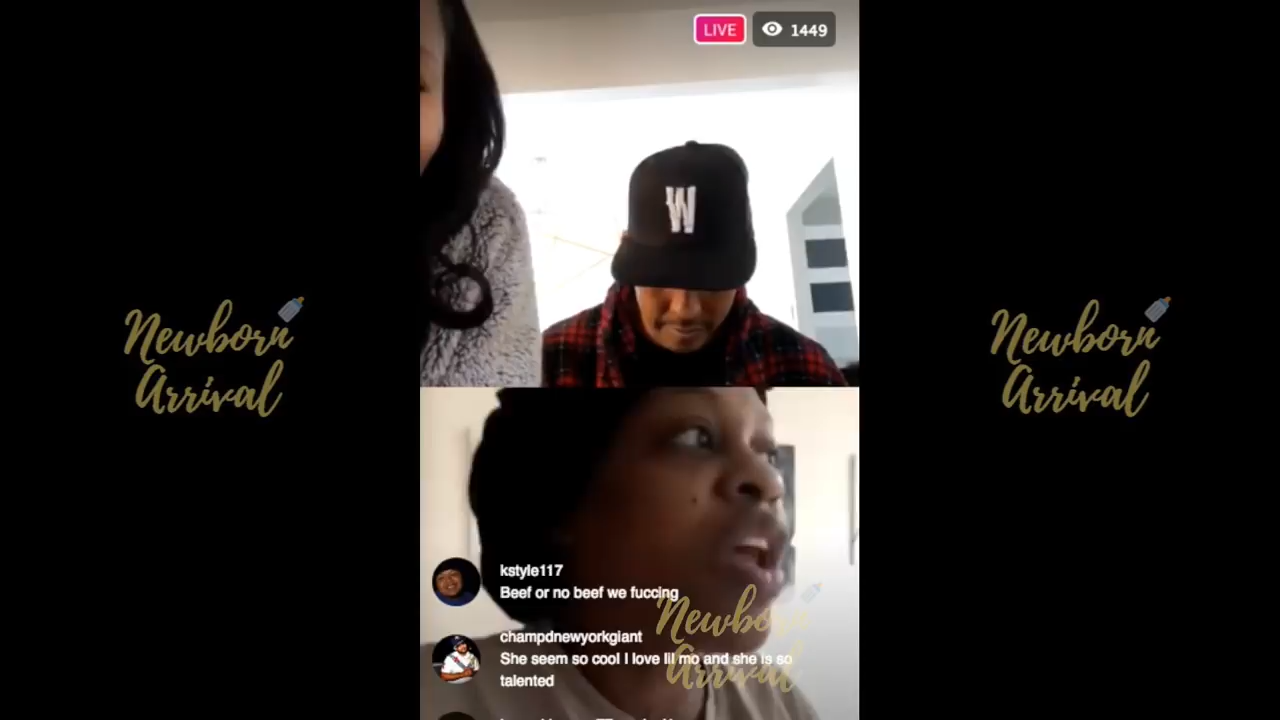 LIVE
1449
W
Newborn
Arrival
Newborn
Arrival
kstyle117
Beef or no beef we fuccing
Newborn
Arrival
champdnewyorkgiant
She seem so cool I love lil mo and she is so
talented